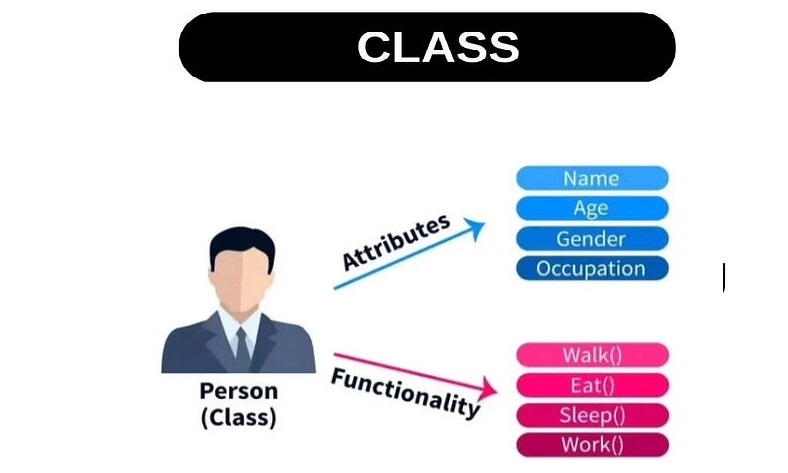 CLASS
Attributes
Name
Age
Gender
Occupation
Person
(Class)
Functionality
Walk()
Eat()
Sleep()
Work()